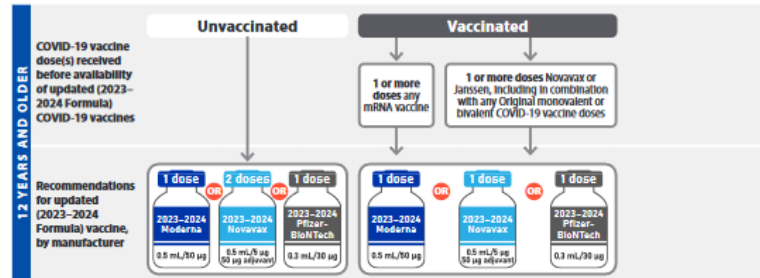 12 YEARS AND OLDER
Unvaccinated
Vaccinated
COVID-19 vaccine
dose(s) received
before availability
of updated (2023–
2024 Formula)
COVID-19 vaccines
1 or more
doses any
mRNA vaccine
1 or more doses Novavax or
Janssen, including in combination
with any Original monovalent or
bivalent COVID-19 vaccine doses
Recommendations
for updated
(2023–2024
Formula) vaccine,
by manufacturer
1 dose
2023–2024
Moderna
0.5 mL/50 µg
OR
2 doses
2023–2024
Novavax
0.5 mL/5 µg
50 µg adjuvant
OR
1 dose
2023–2024
Pfizer-
BioNTech
0.3 mL/30 µg
1 dose
2023–2024
Moderna
0.5 mL/50 µg
OR
1 dose
2023–2024
Novavax
0.5 mL/5 µg
50 µg adjuvant
OR
1 dose
2023–2024
Pfizer-
BioNTech
0.3 mL/30 µg